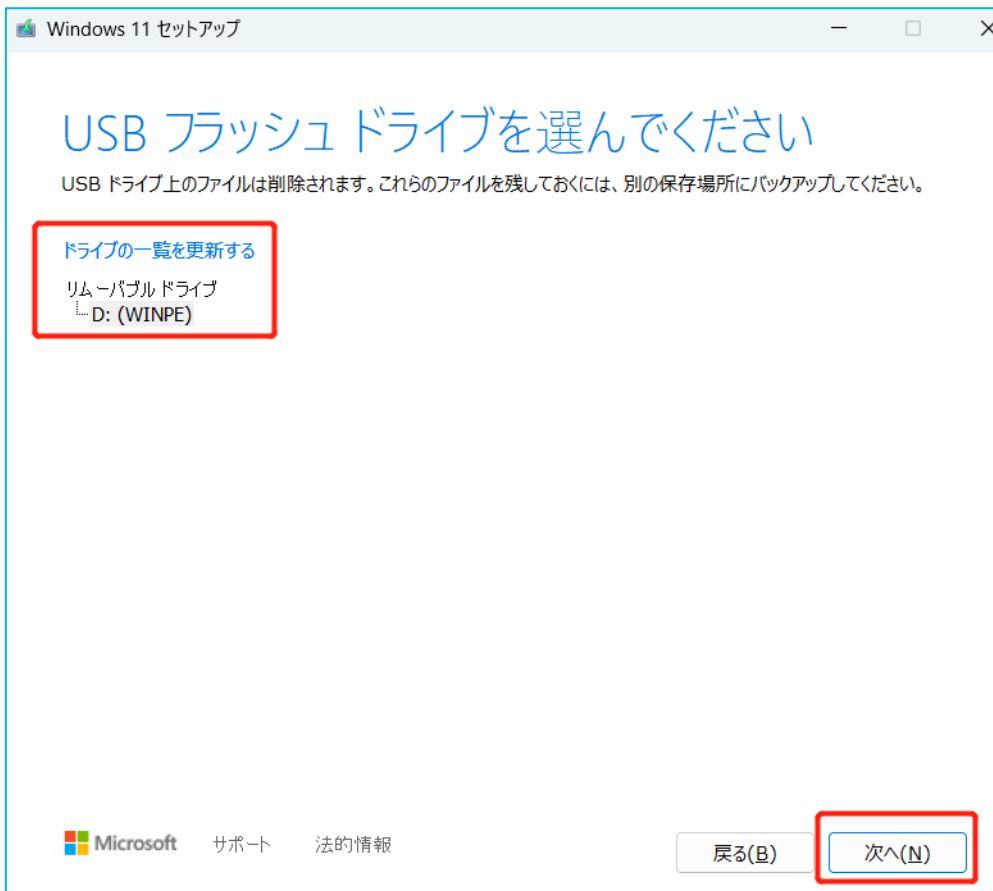 Windows 11 セットアップ
USB フラッシュ ドライブを選んでください
USB ドライブ上のファイルは削除されます。これらのファイルを残しておくには、別の保存場所にバックアップしてください。
ドライブの一覧を更新する
リムーバブル ドライブ
D: (WINPE)
Microsoft サポート 法的情報
戻る(B) 次へ(N)